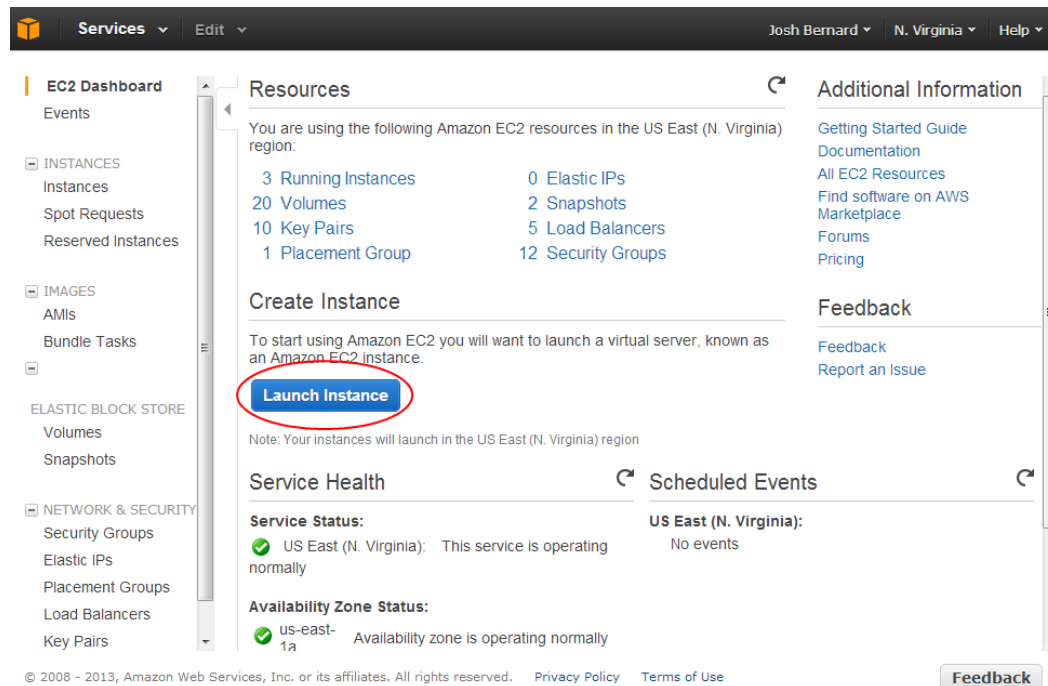 Services Edit Josh Bernard N. Virginia Help
EC2 Dashboard
Events
INSTANCES
Instances
Spot Requests
Reserved Instances
IMAGES
AMIs
Bundle Tasks
ELASTIC BLOCK STORE
Volumes
Snapshots
NETWORK & SECURITY
Security Groups
Elastic IPs
Placement Groups
Load Balancers
Key Pairs
Resources
You are using the following Amazon EC2 resources in the US East (N. Virginia)
region:
3 Running Instances 0 Elastic IPs
20 Volumes 2 Snapshots
10 Key Pairs 5 Load Balancers
1 Placement Group 12 Security Groups
Create Instance
To start using Amazon EC2 you will want to launch a virtual server, known as
an Amazon EC2 instance.
Launch Instance
Note: Your instances will launch in the US East (N. Virginia) region
Service Health
Service Status:
US East (N. Virginia): This service is operating
normally
Availability Zone Status:
us-east-
1a Availability zone is operating normally
Scheduled Events
US East (N. Virginia):
No events
Additional Information
Getting Started Guide
Documentation
All EC2 Resources
Find software on AWS
Marketplace
Forums
Pricing
Feedback
Feedback
Report an Issue
© 2008 - 2013, Amazon Web Services, Inc. or its affiliates. All rights reserved. Privacy Policy Terms of Use Feedback